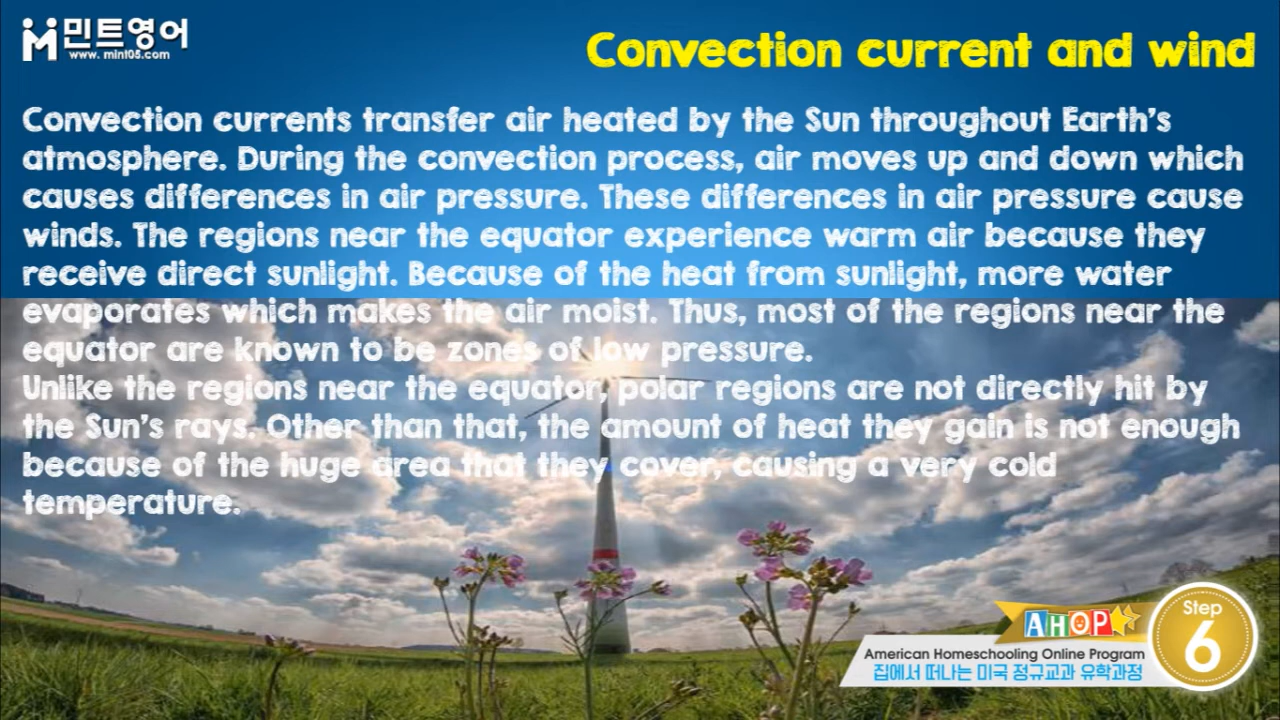 민트영어
www.mint05.com
Convection current and wind
Convection currents transfer air heated by the Sun throughout Earth's
atmosphere. During the convection process, air moves up and down which
causes differences in air pressure. These differences in air pressure cause
winds. The regions near the equator experience warm air because they
receive direct sunlight. Because of the heat from sunlight, more water
evaporates which makes the air moist. Thus, most of the regions near the
equator are known to be zones of low pressure.
Unlike the regions near the equator, polar regions are not directly hit by
the Sun's rays. Other than that, the amount of heat they gain is not enough
because of the huge area that they cover, causing a very cold
temperature.
AHOP
Step
6
American Homeschooling Online Program
집에서 떠나는 미국 정규교과 유학과정